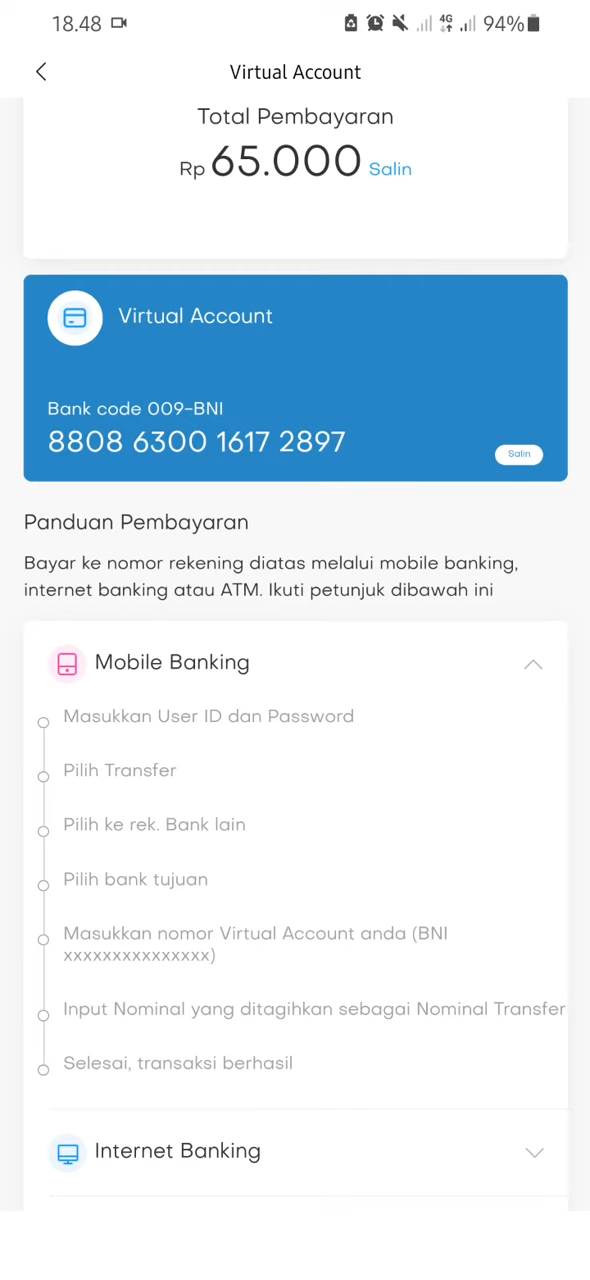 18.48
4G
94%
Virtual Account
Total Pembayaran
Rp 65.000 Salin
Virtual Account
Bank code 009-BNI
8808 6300 1617 2897
Salin
Panduan Pembayaran
Bayar ke nomor rekening diatas melalui mobile banking,
internet banking atau ATM. Ikuti petunjuk dibawah ini
Mobile Banking
Masukkan User ID dan Password
Pilih Transfer
Pilih ke rek. Bank lain
Pilih bank tujuan
Masukkan nomor Virtual Account anda (BNI
xxxxxxxxxxxxxxx)
Input Nominal yang ditagihkan sebagai Nominal Transfer
Selesai, transaksi berhasil
Internet Banking